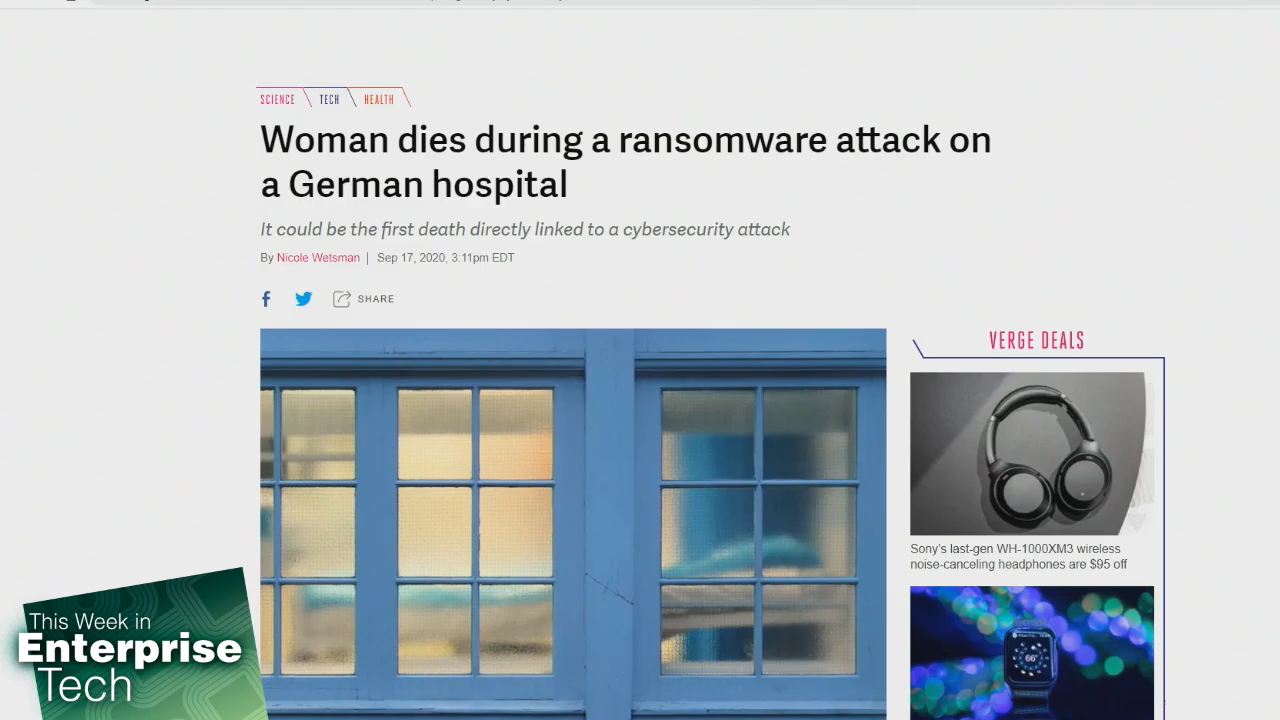 SCIENCE TECH HEALTH
Woman dies during a ransomware attack on
a German hospital
It could be the first death directly linked to a cybersecurity attack
By Nicole Wetsman | Sep 17, 2020, 3:11pm EDT
SHARE
VERGE DEALS
Sony's last-gen WH-1000XM3 wireless
noise-canceling headphones are $95 off
66°
This Week in
Enterprise
Tech